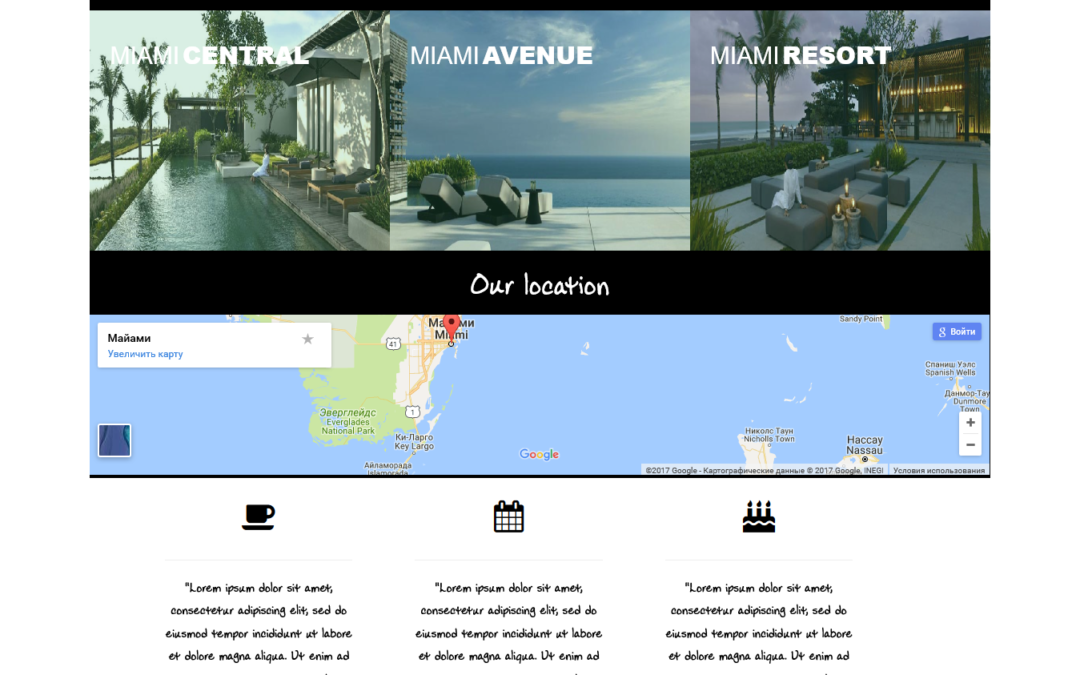 MIAMI CENTRAL
MIAMI AVENUE
MIAMI RESORT
Our location
Майами
Увеличить карту
Майами
Miami
41
1
Эверглейдс
Everglades
National Park
Ки-Ларго
Key Largo
Айламорада
Islamorada
Sandy Point
Войти
Спаниш Уэлс
Spanish Wells
Данмор-Тау
Dunmore
Town
Николс Таун
Nicholls Town
Нассау
Nassau
+
−
Google
©2017 Google - Картографические данные © 2017 Google, INEGI
Условия использования
"Lorem ipsum dolor sit amet,
consectetur adipiscing elit, sed do
eiusmod tempor incididunt ut labore
et dolore magna aliqua. Ut enim ad
"Lorem ipsum dolor sit amet,
consectetur adipiscing elit, sed do
eiusmod tempor incididunt ut labore
et dolore magna aliqua. Ut enim ad
"Lorem ipsum dolor sit amet,
consectetur adipiscing elit, sed do
eiusmod tempor incididunt ut labore
et dolore magna aliqua. Ut enim ad